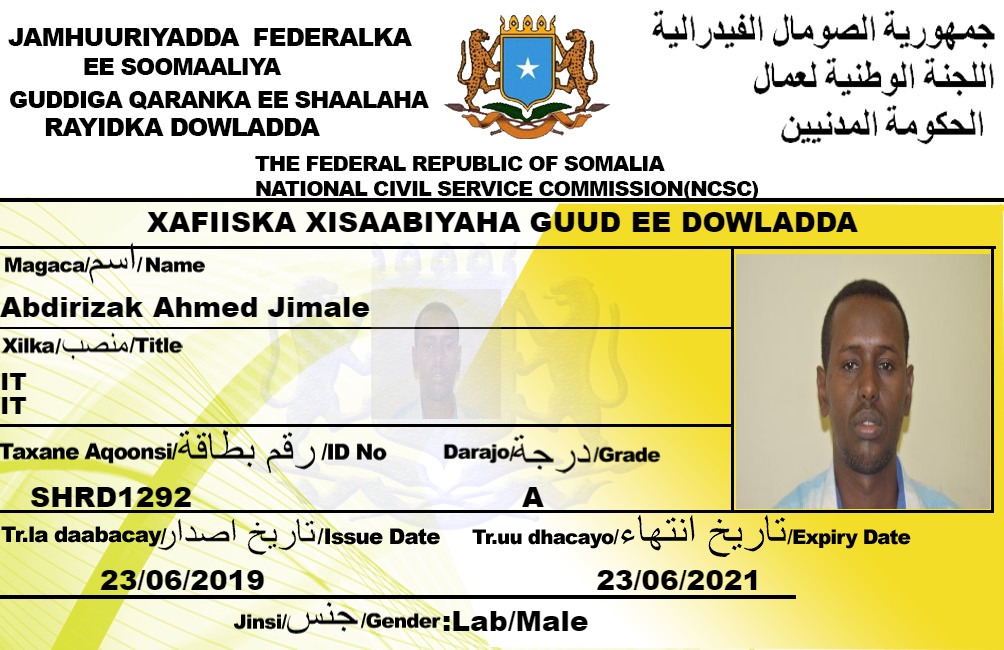 JAMHUURIYADDA FEDERALKA
EE SOOMAALIYA
GUDDIGA QARANKA EE SHAALAHA
RAYIDKA DOWLADDA
جمهورية الصومال الفيدرالية
اللجنة الوطنية لعمال
الحكومة المدنيين
THE FEDERAL REPUBLIC OF SOMALIA
NATIONAL CIVIL SERVICE COMMISSION(NCSC)
XAFIISKA XISAABIYAHA GUUD EE DOWLADDA
Magaca/اسم/Name
Abdirizak Ahmed Jimale
Xilka/منصب/Title
IT
IT
Taxane Aqoonsi/رقم بطاقة/ID No Darajo/درجة/Grade
SHRD1292 A
Tr.la daabacay/تاريخ اصدار/Issue Date Tr.uu dhacayo/تاريخ انتهاء/Expiry Date
23/06/2019 23/06/2021
Jinsi/جنس/Gender:Lab/Male